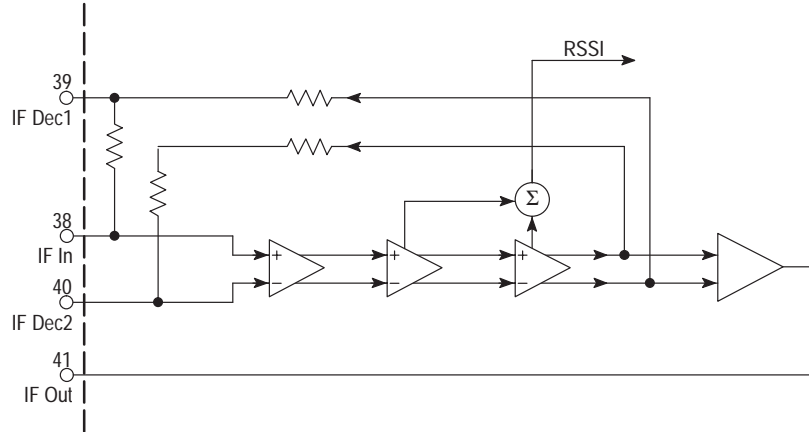 RSSI
39
IF Dec1
Σ
38
IF In
+
+
+
−
−
−
40
IF Dec2
41
IF Out